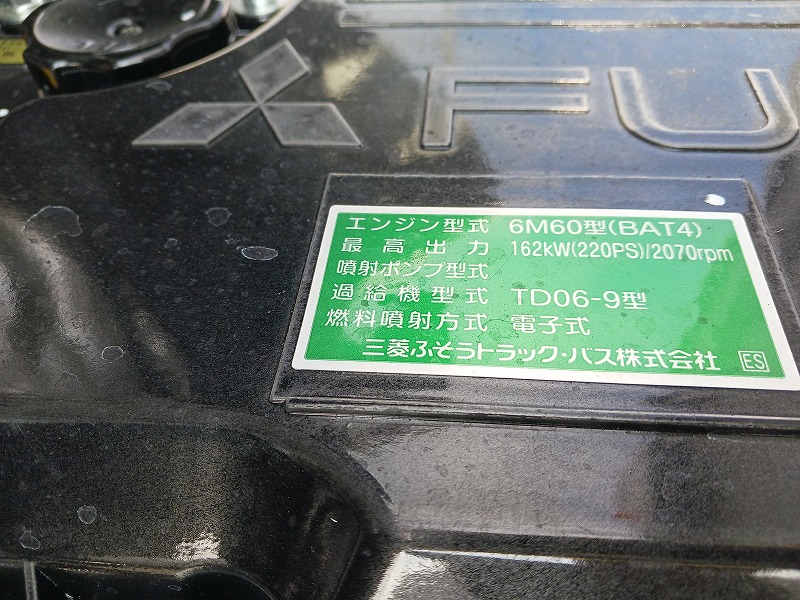 FU
エンジン型式 6M60型(BAT4)
最高出力 162kW(220PS)/2070rpm
噴射ポンプ型式
過給機型式 TD06-9型
燃料噴射方式 電子式
三菱ふそうトラック・バス株式会社 ES